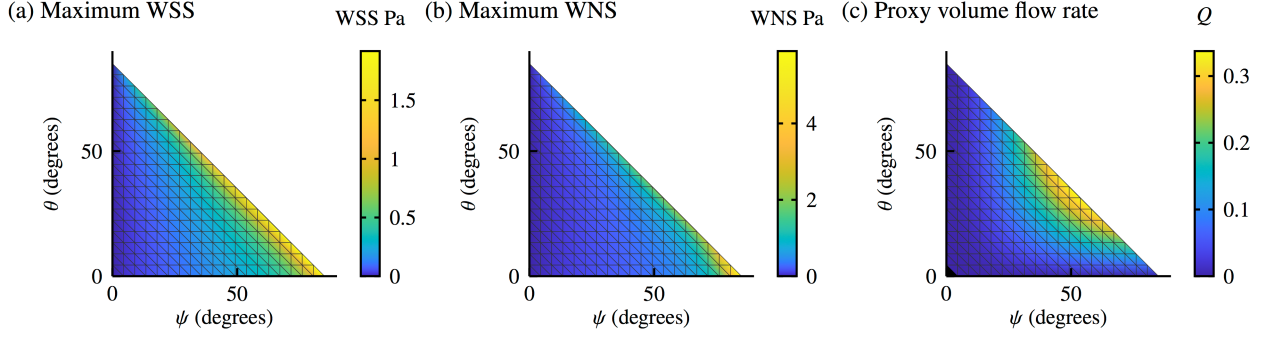 (a) Maximum WSS
WSS Pa
1.5
1
0.5
0
50
0
0
50
θ (degrees)
ψ (degrees)
(b) Maximum WNS
WNS Pa
4
2
0
50
0
0
50
θ (degrees)
ψ (degrees)
(c) Proxy volume flow rate
Q
0.3
0.2
0.1
0
50
0
0
50
θ (degrees)
ψ (degrees)